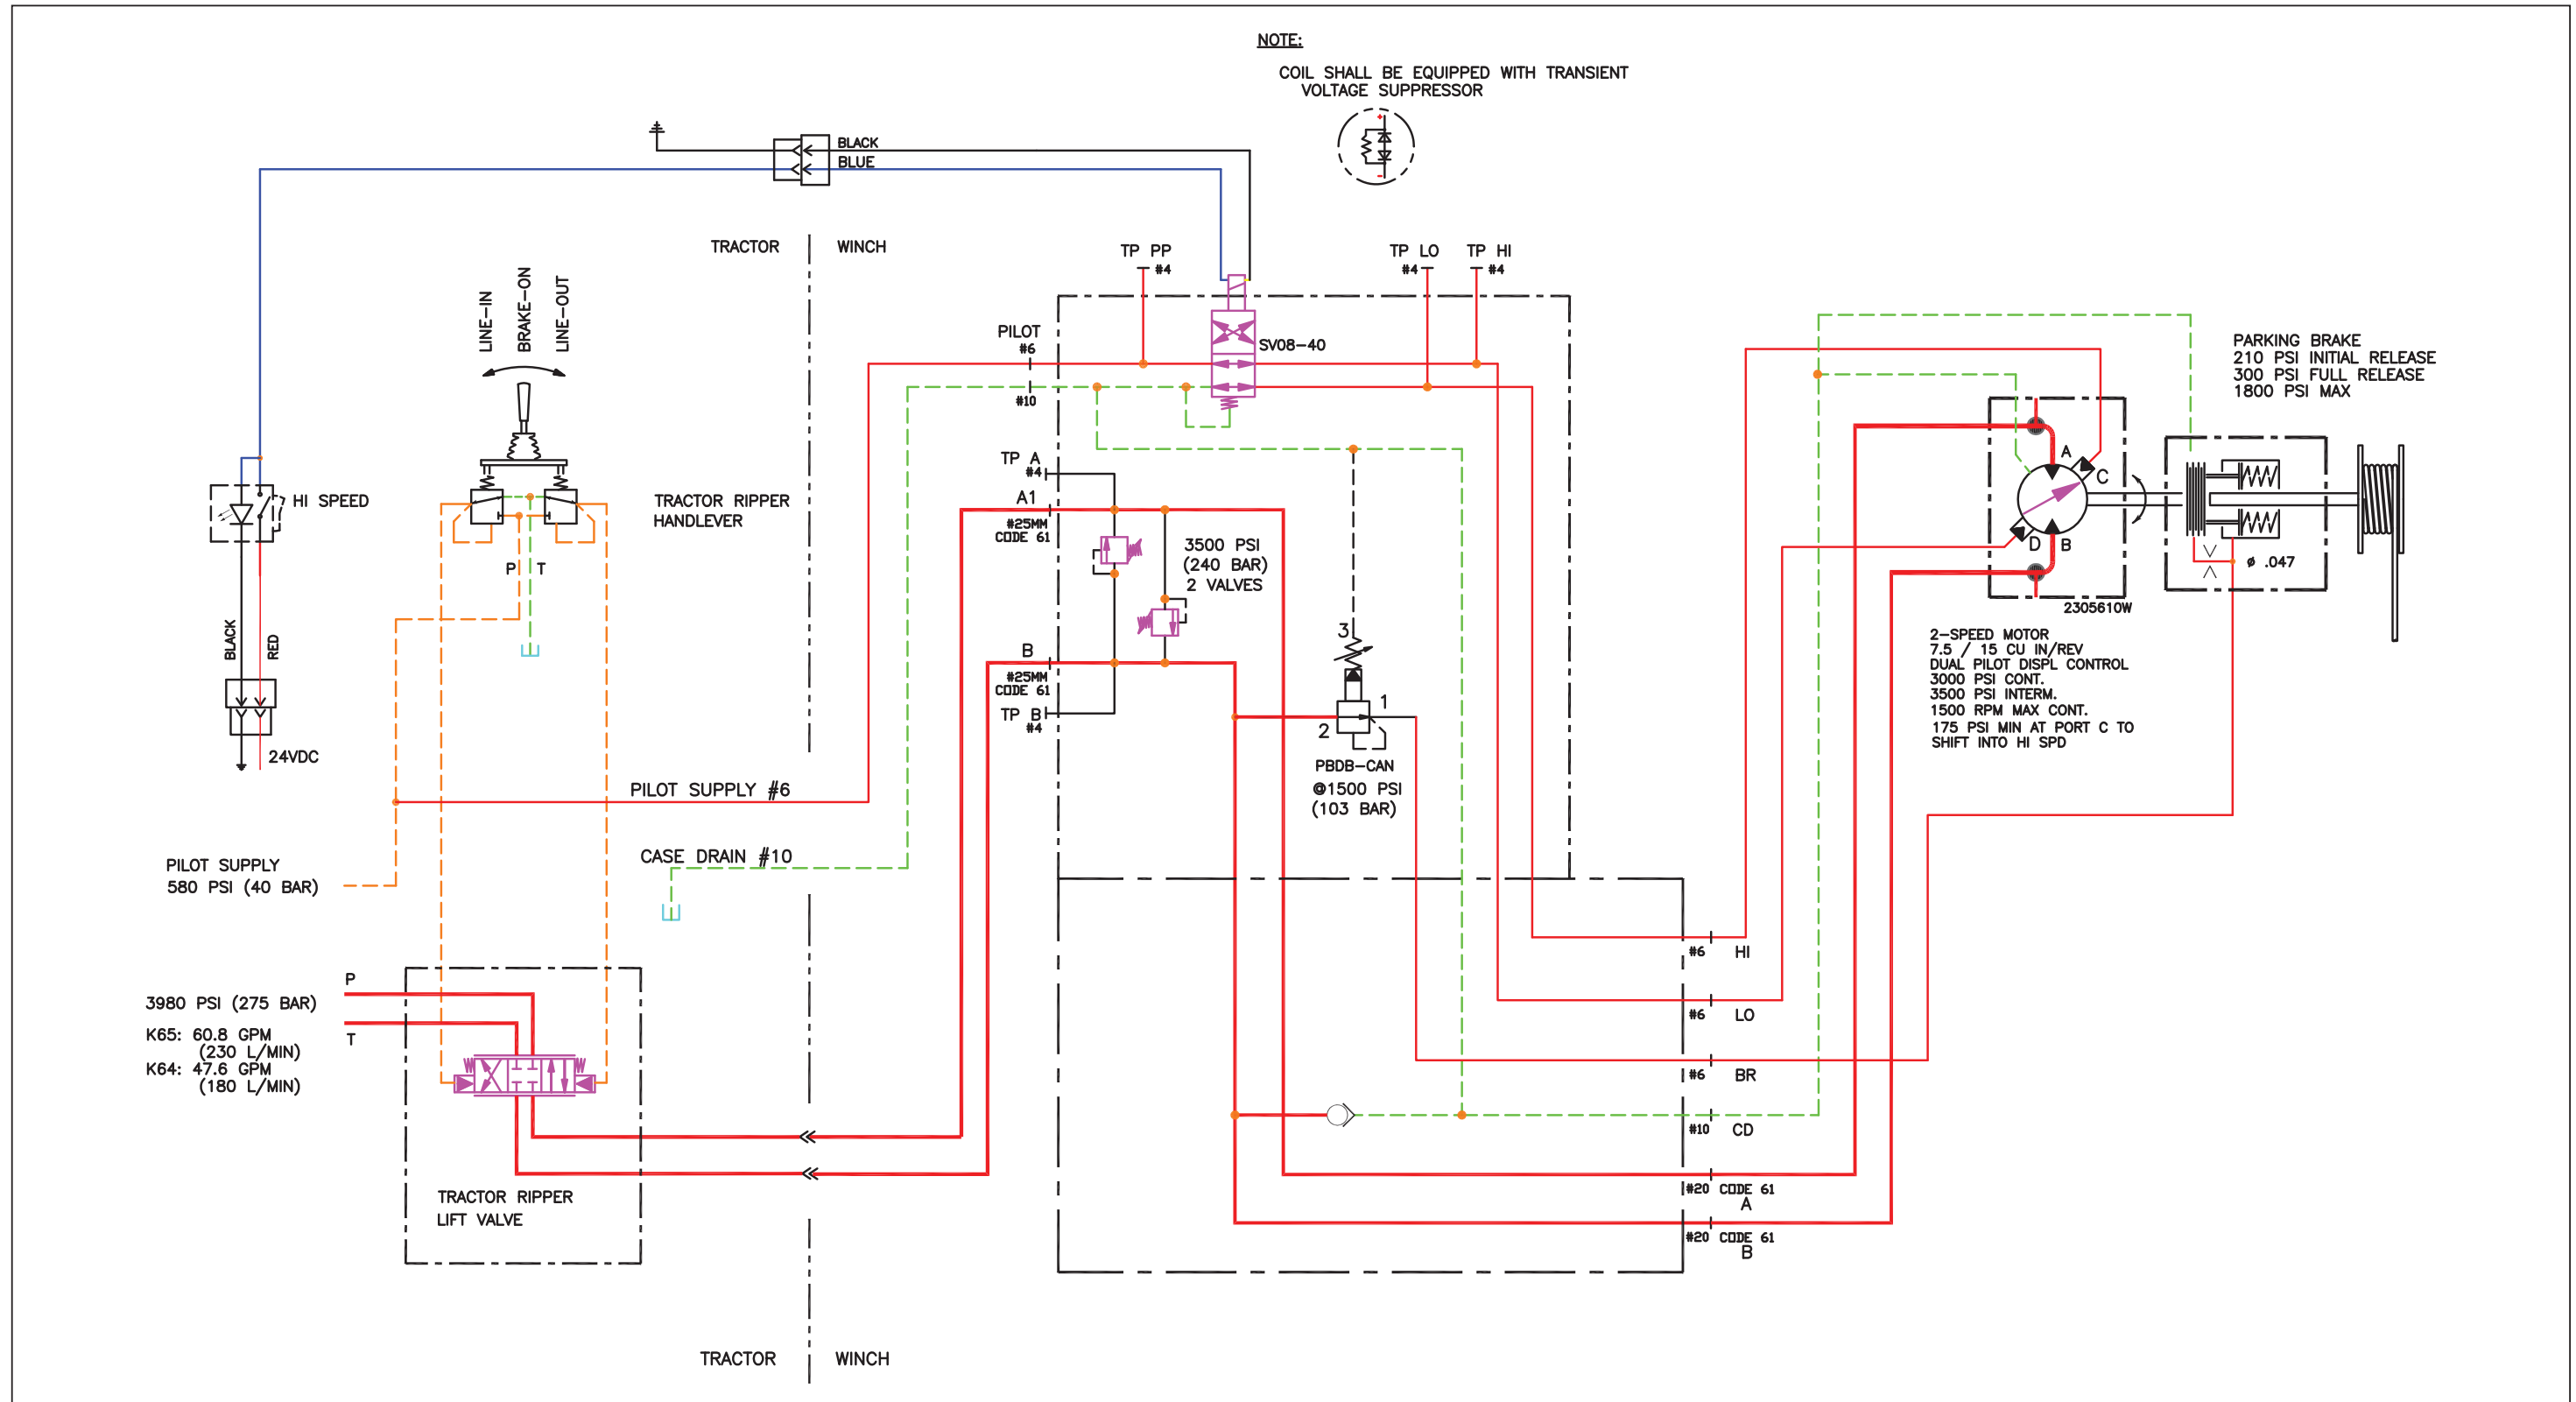 NOTE:
COIL SHALL BE EQUIPPED WITH TRANSIENT
VOLTAGE SUPPRESSOR
+
-
BLACK
BLUE
TRACTOR
WINCH
TP PP
#4
TP LO
#4
TP HI
#4
LINE-IN
BRAKE-ON
LINE-OUT
PILOT
#6
SV08-40
#10
PARKING BRAKE
210 PSI INITIAL RELEASE
300 PSI FULL RELEASE
1800 PSI MAX
HI SPEED
TRACTOR RIPPER
HANDLEVER
P
T
TP A
#4
A1
#25MM
CODE 61
3500 PSI
(240 BAR)
2 VALVES
A
C
D
B
Ø .047
2305610W
BLACK
RED
B
#25MM
CODE 61
TP B
#4
3
1
2
PBDB-CAN
@1500 PSI
(103 BAR)
2-SPEED MOTOR
7.5 / 15 CU IN/REV
DUAL PILOT DISPL CONTROL
3000 PSI CONT.
3500 PSI INTERM.
1500 RPM MAX CONT.
175 PSI MIN AT PORT C TO
SHIFT INTO HI SPD
24VDC
PILOT SUPPLY #6
CASE DRAIN #10
PILOT SUPPLY
580 PSI (40 BAR)
P
3980 PSI (275 BAR)
T
K65: 60.8 GPM
(230 L/MIN)
K64: 47.6 GPM
(180 L/MIN)
#6 HI
#6 LO
#6 BR
#10 CD
#20 CODE 61
A
#20 CODE 61
B
TRACTOR RIPPER
LIFT VALVE
TRACTOR
WINCH